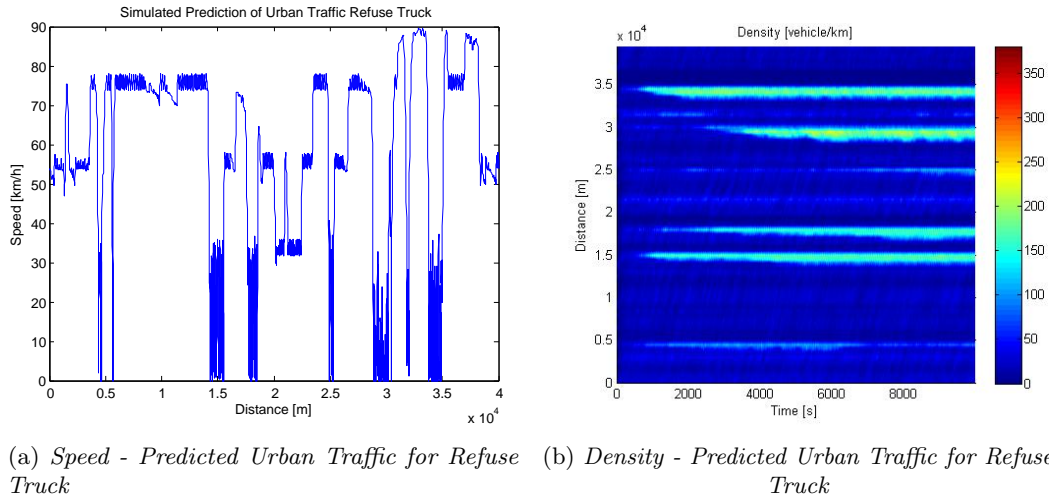 Simulated Prediction of Urban Traffic Refuse Truck
90
80
70
60
50
40
30
20
10
0
Speed [km/h]
0 0.5 1 1.5 2 2.5 3 3.5 4
Distance [m]
x 10^4
Density [vehicle/km]
x 10^4
3.5
3
2.5
2
1.5
1
0.5
0
Distance [m]
0 2000 4000 6000 8000
Time [s]
350
300
250
200
150
100
50
0
(a) Speed - Predicted Urban Traffic for Refuse
Truck
(b) Density - Predicted Urban Traffic for Refuse
Truck